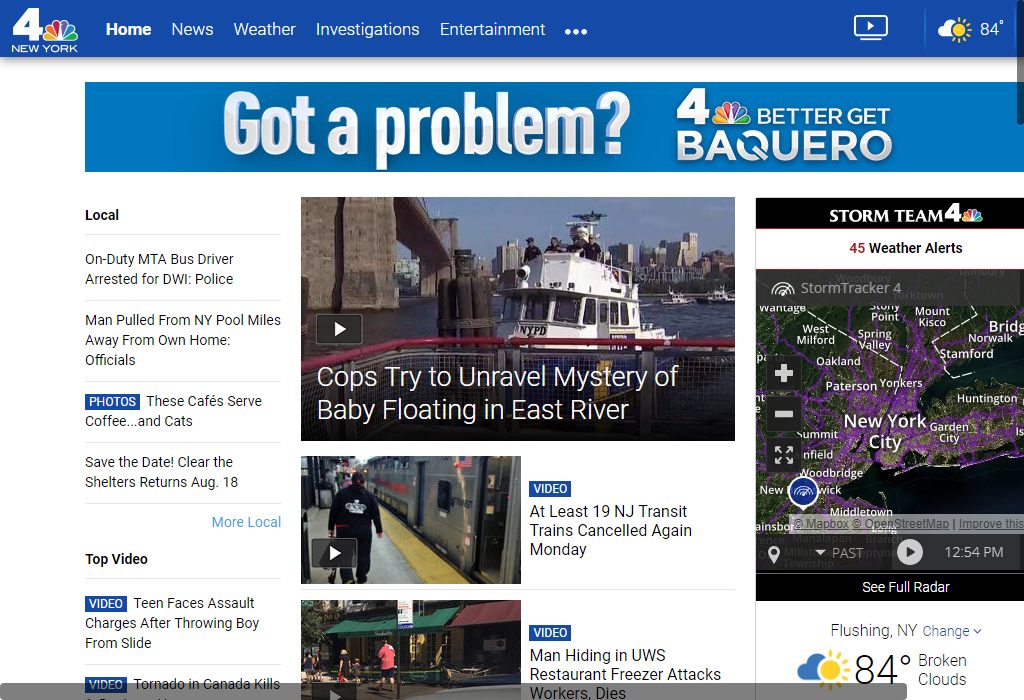 4
NEW YORK
Home News Weather Investigations Entertainment ••• 84°
Got a problem? 4 BETTER GET
BAQUERO
Local
On-Duty MTA Bus Driver
Arrested for DWI: Police
Man Pulled From NY Pool Miles
Away From Own Home:
Officials
PHOTOS These Cafés Serve
Coffee...and Cats
Save the Date! Clear the
Shelters Returns Aug. 18
More Local
Top Video
VIDEO Teen Faces Assault
Charges After Throwing Boy
From Slide
VIDEO Tornado in Canada Kills
NYPD
Cops Try to Unravel Mystery of
Baby Floating in East River
VIDEO
At Least 19 NJ Transit
Trains Cancelled Again
Monday
VIDEO
Man Hiding in UWS
Restaurant Freezer Attacks
Workers, Dies
STORM TEAM 4
45 Weather Alerts
Woodbury Danbury
StormTracker 4
Yorktown
Wantage
Stony
Point
Mount
Kisco
West
Milford
Spring
Valley
Bridg
Norwalk
Stamford
Oakland
Paterson Yonkers
Huntington
New York
City
Garden
City
Summit
nfield
Woodbridge
New wick
Middletown
ainsbo
© Mapbox © OpenStreetMap | Improve this
Manalapan Branch
Township
PAST 12:54 PM
See Full Radar
Flushing, NY Change
84° Broken
Clouds